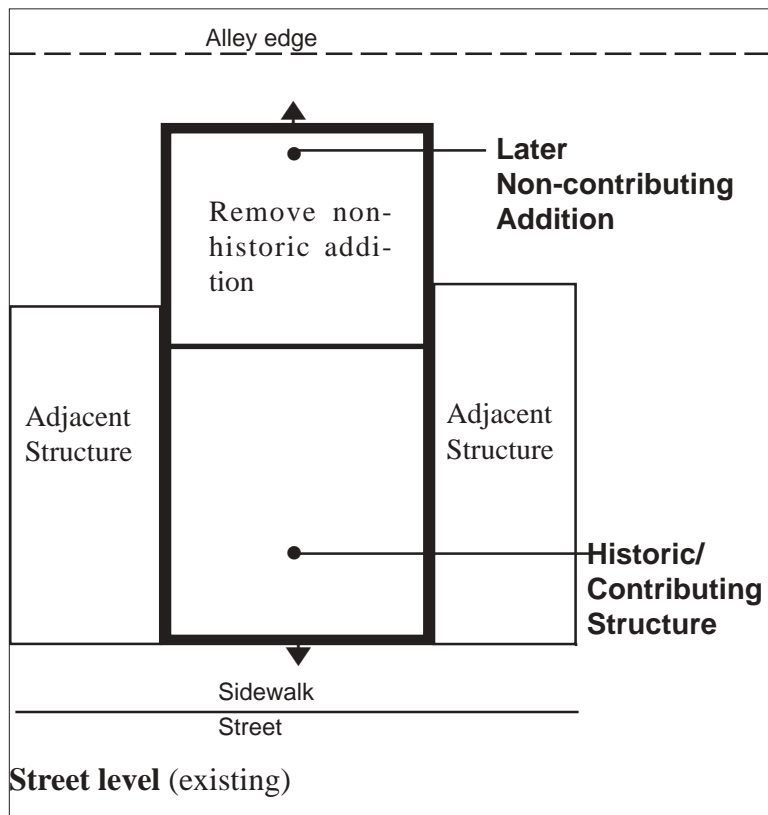 Alley edge
Later
Non-contributing
Addition
Remove non-
historic addi-
tion
Adjacent
Structure
Adjacent
Structure
Historic/
Contributing
Structure
Sidewalk
Street
Street level (existing)